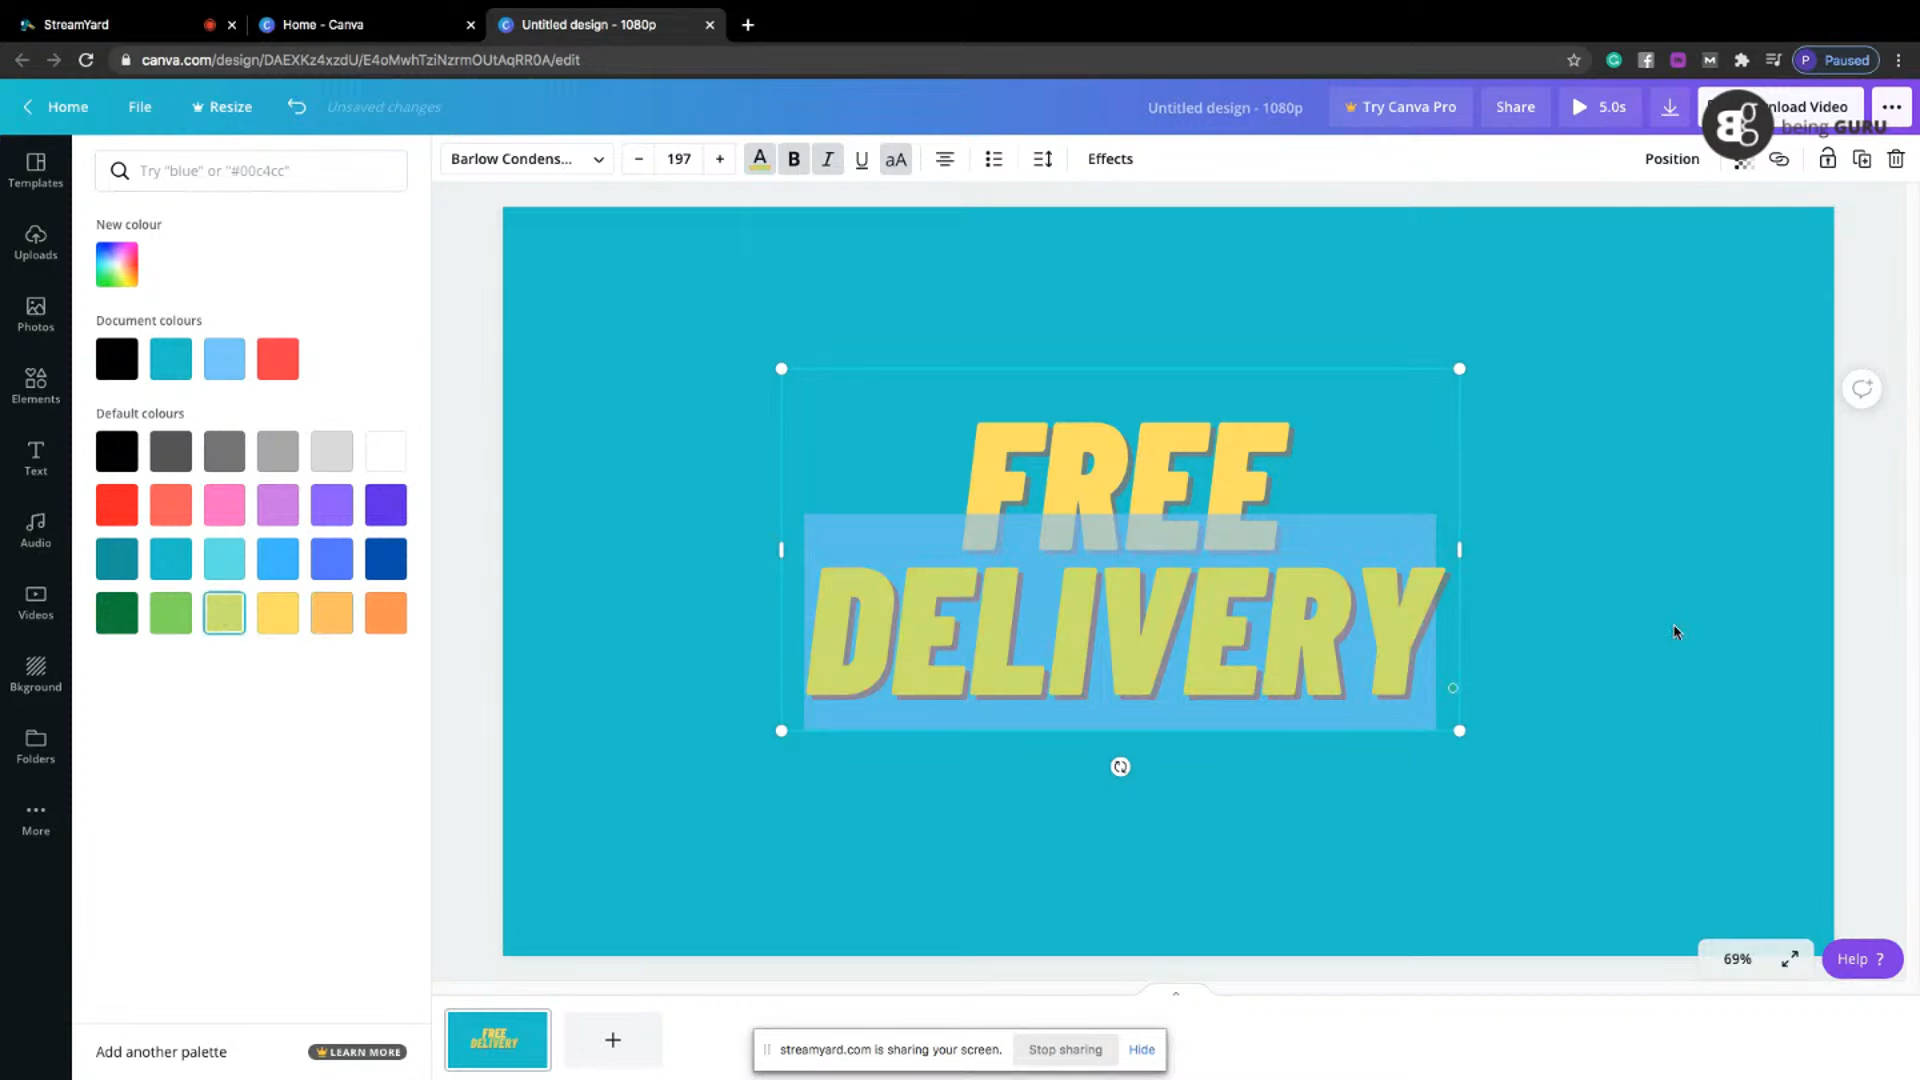 StreamYard
Home - Canva
Untitled design - 1080p
canva.com/design/DAEXKz4xzdU/E4oMwhTziNzrmOUtAqRR0A/edit
P Paused
Home
File
Resize
Unsaved changes
Untitled design - 1080p
Try Canva Pro
Share
5.0s
nload Video
being GURU
Barlow Condens...
197
A
B
I
U
aA
Effects
Position
Templates
Uploads
Photos
Elements
Text
Audio
Videos
Bkground
Folders
More
Try "blue" or "#00c4cc"
New colour
Document colours
Default colours
Add another palette
LEARN MORE
FREE
DELIVERY
69%
Help ?
FREE
DELIVERY
streamyard.com is sharing your screen.
Stop sharing
Hide